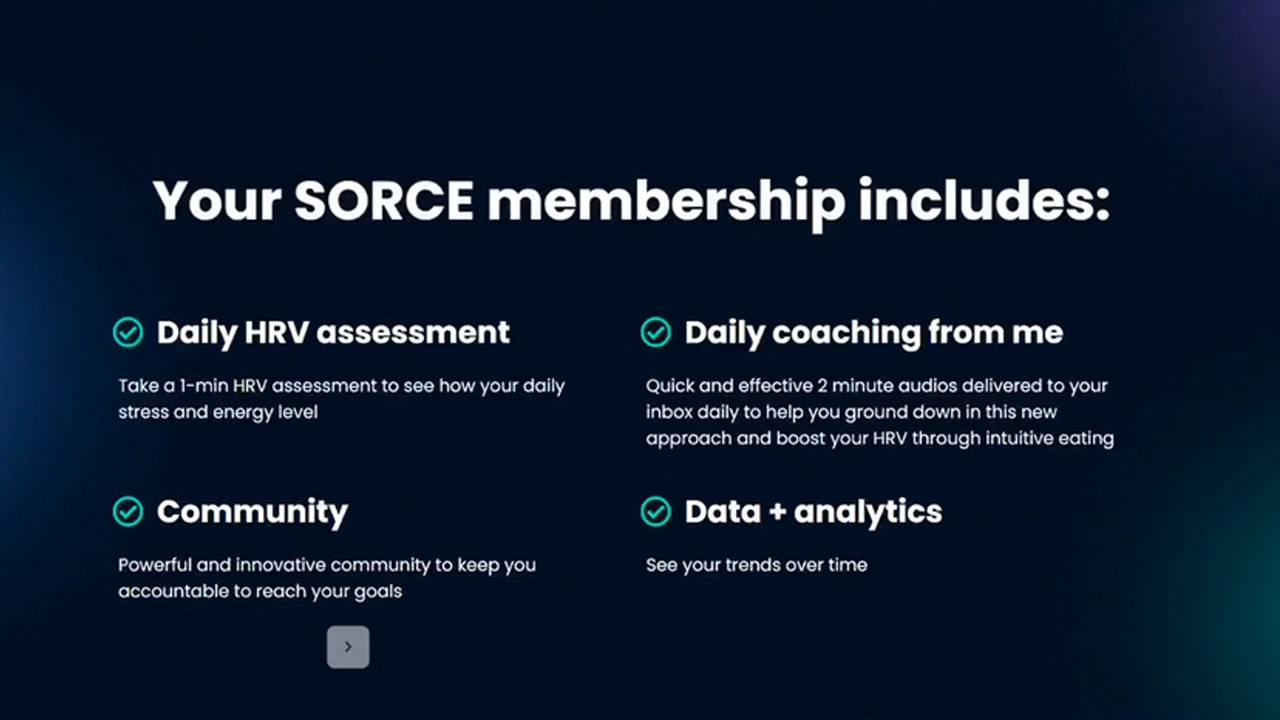 Your SORCE membership includes:
Daily HRV assessment
Take a 1-min HRV assessment to see how your daily
stress and energy level
Daily coaching from me
Quick and effective 2 minute audios delivered to your
inbox daily to help you ground down in this new
approach and boost your HRV through intuitive eating
Community
Powerful and innovative community to keep you
accountable to reach your goals
Data + analytics
See your trends over time